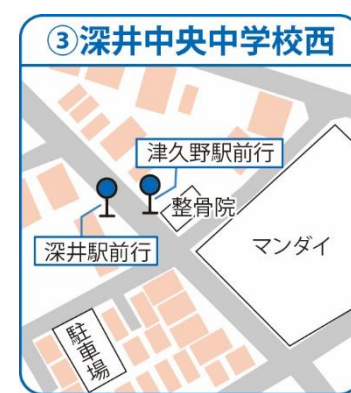 ③深井中央中学校西
津久野駅前行
整骨院
深井駅前行
マンダイ
駐車場